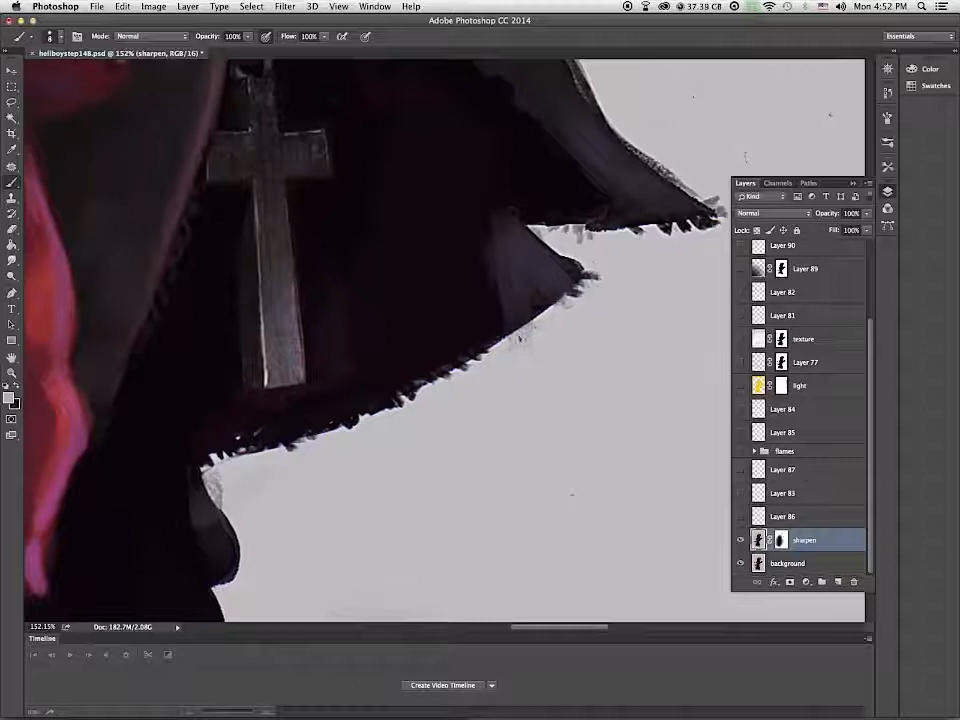 Photoshop File Edit Image Layer Type Select Filter 3D View Window Help 37.39 GB Wed 4:52 PM
Adobe Photoshop CC 2014
Mode: Normal Opacity: 100% Flow: 100% Essentials
hellboystep14B.psd @ 152% (sharpen, RGB/16) *
Color
Swatches
Layers Channels Paths
Kind
Normal Opacity: 100%
Lock: Fill: 100%
Layer 90
Layer 89
Layer 82
Layer 81
texture
Layer 77
light
Layer 84
Layer 85
flames
Layer 87
Layer 83
Layer 86
sharpen
background
fx
152.15% Doc: 182.7M/2.08G
Timeline
Create Video Timeline